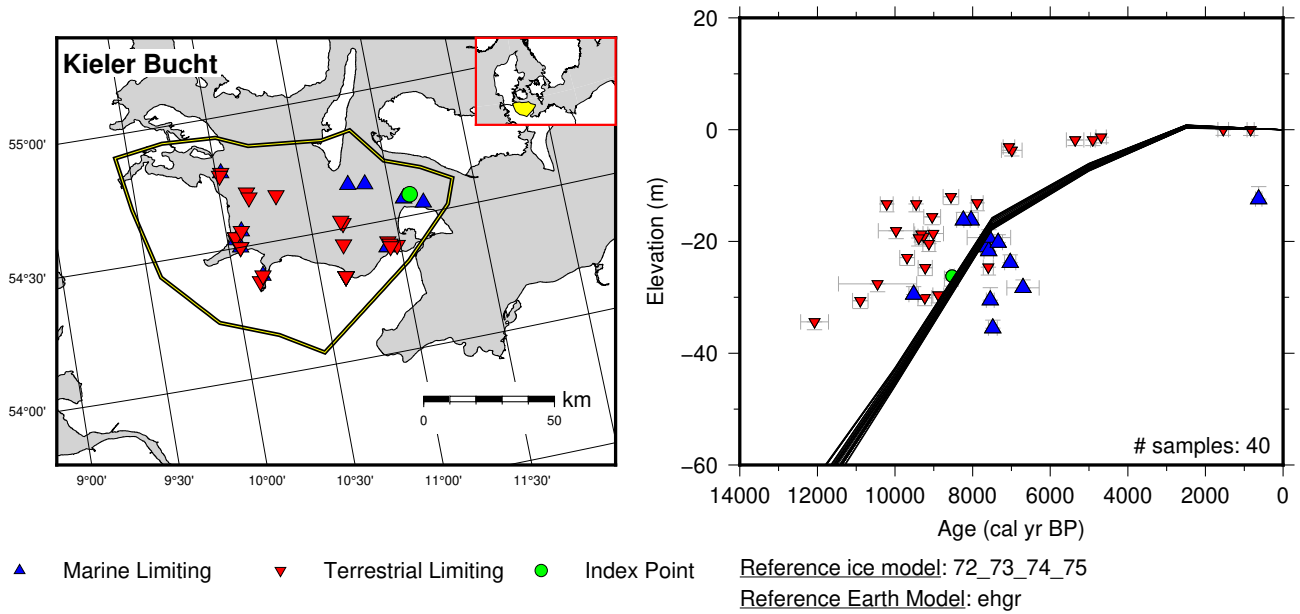 Kieler Bucht
55°00'
54°30'
54°00'
9°00'
9°30'
10°00'
10°30'
11°00'
11°30'
km
0
50
20
0
−20
−40
−60
Elevation (m)
# samples: 40
14000
12000
10000
8000
6000
4000
2000
0
Age (cal yr BP)
Marine Limiting
Terrestrial Limiting
Index Point
Reference ice model: 72_73_74_75
Reference Earth Model: ehgr